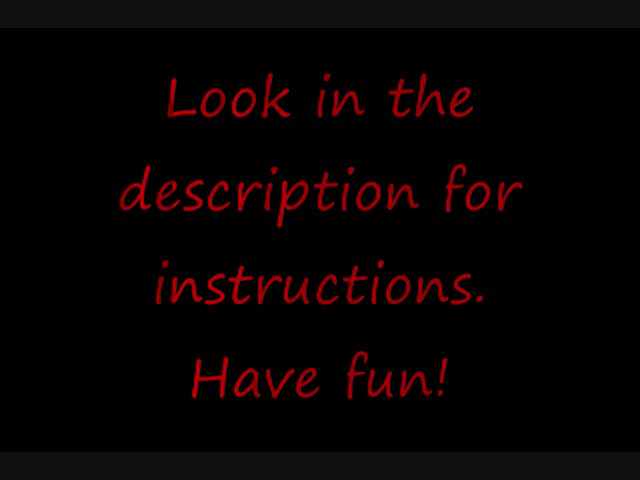 Look in the
description for
instructions.
Have fun!